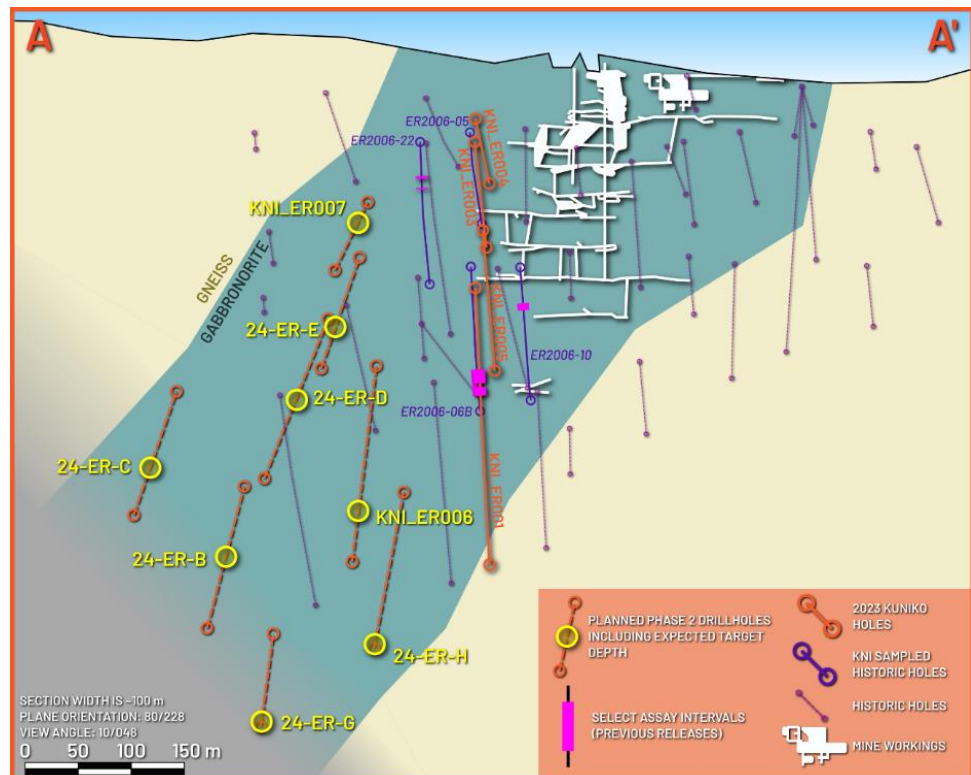 A
A'
KNI_ER004
ER2006-05
ER2006-22
KNI_ER003
KNI_ER007
GNEISS
GABBRONORITE
24-ER-E
KNI_ER005
ER2006-10
24-ER-D
ER2006-06B
24-ER-C
KNI_ER001
KNI_ER006
24-ER-B
24-ER-H
24-ER-G
PLANNED PHASE 2 DRILLHOLES
INCLUDING EXPECTED TARGET
DEPTH
SELECT ASSAY INTERVALS
(PREVIOUS RELEASES)
2023 KUNIKO
HOLES
KNI SAMPLED
HISTORIC HOLES
HISTORIC HOLES
MINE WORKINGS
SECTION WIDTH IS ~100 m
PLANE ORIENTATION: 80/228
VIEW ANGLE: 10/048
0 50 100 150 m